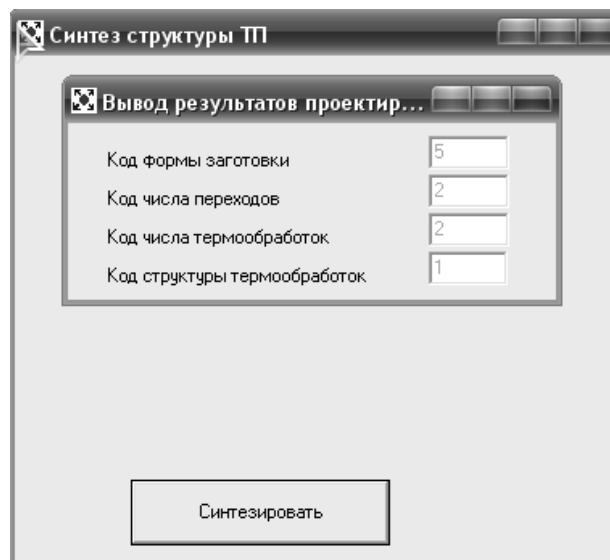 Синтез структуры ТП
Вывод результатов проектир...
Код формы заготовки 5
Код числа переходов 2
Код числа термообработок 2
Код структуры термообработок 1
Синтезировать